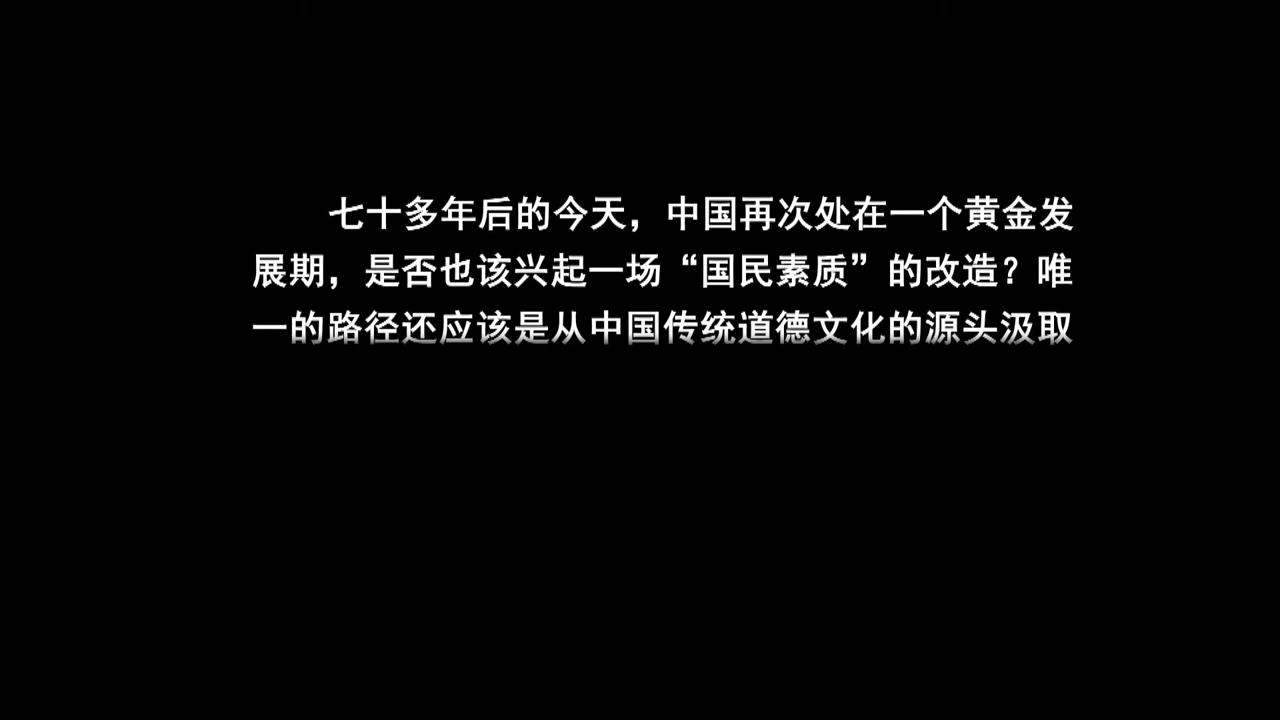 七十多年后的今天，中国再次处在一个黄金发
展期，是否也该兴起一场“国民素质”的改造？唯
一的路径还应该是从中国传统道德文化的源头汲取